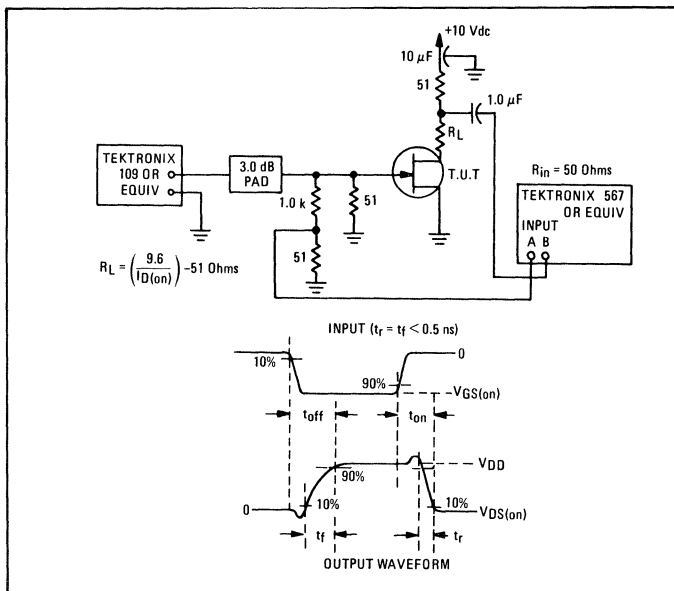 +10 Vdc
10 μF
51
1.0 μF
RL
TEKTRONIX
109 OR
EQUIV
3.0 dB
PAD
T.U.T
Rin = 50 Ohms
1.0 k
51
TEKTRONIX 567
OR EQUIV
INPUT
A B
51
RL = (9.6 / ID(on)) –51 Ohms
INPUT (tr = tf < 0.5 ns)
10%
0
90%
VGS(on)
toff
ton
VDD
90%
0
10%
10%
VDS(on)
tf
tr
OUTPUT WAVEFORM